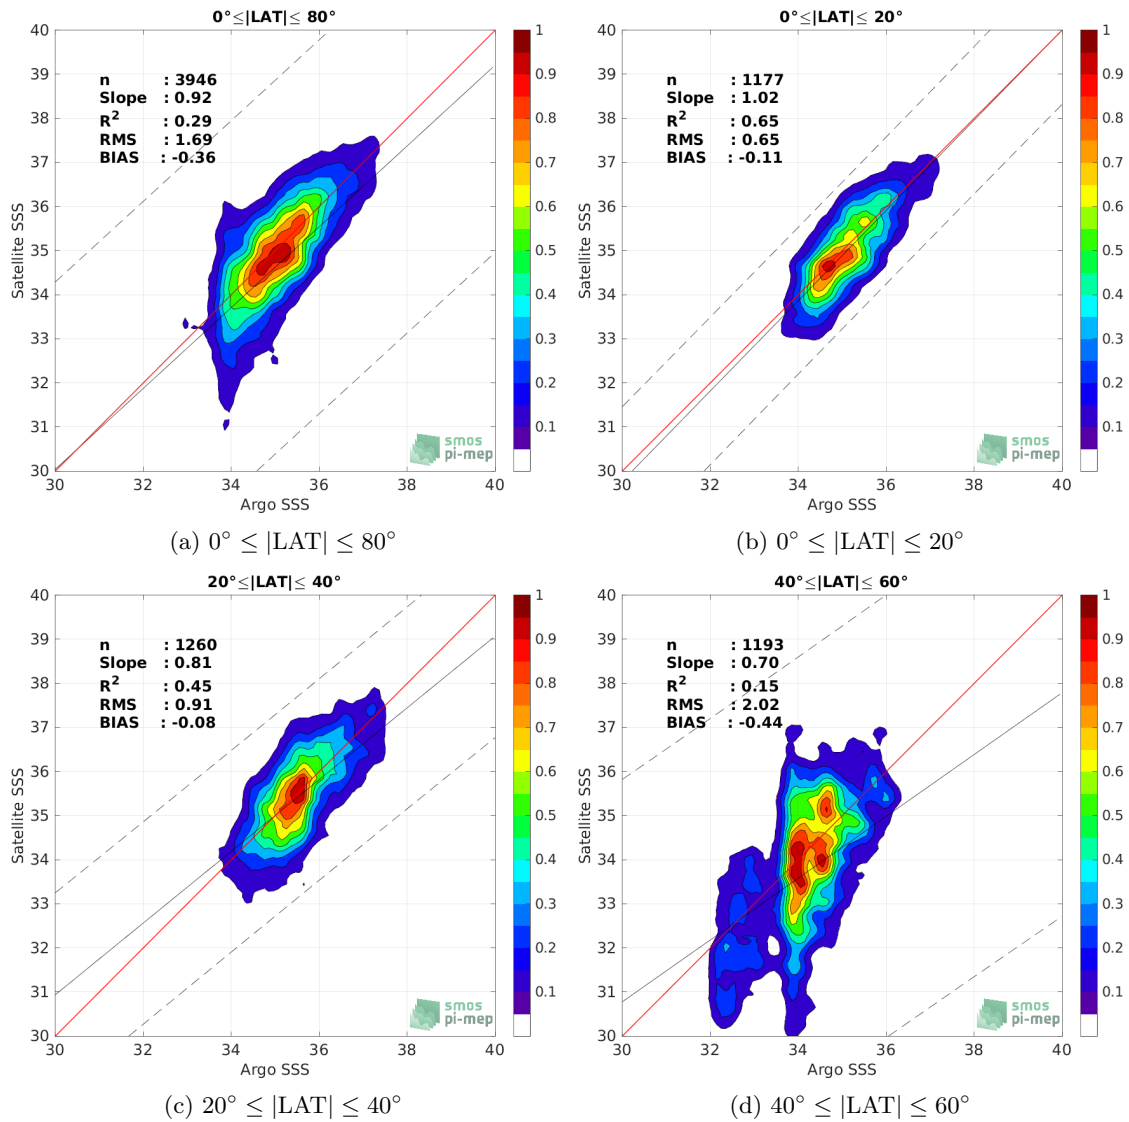 0°≤|LAT|≤ 80°
40
39
38
37
36
35
34
33
32
31
30
Satellite SSS
n : 3946
Slope : 0.92
R² : 0.29
RMS : 1.69
BIAS : -0.36
smos
pi-mep
30 32 34 36 38 40
Argo SSS
1
0.9
0.8
0.7
0.6
0.5
0.4
0.3
0.2
0.1
(a) 0° ≤ |LAT| ≤ 80°
0°≤|LAT|≤ 20°
40
39
38
37
36
35
34
33
32
31
30
Satellite SSS
n : 1177
Slope : 1.02
R² : 0.65
RMS : 0.65
BIAS : -0.11
smos
pi-mep
30 32 34 36 38 40
Argo SSS
1
0.9
0.8
0.7
0.6
0.5
0.4
0.3
0.2
0.1
(b) 0° ≤ |LAT| ≤ 20°
20°≤|LAT|≤ 40°
40
39
38
37
36
35
34
33
32
31
30
Satellite SSS
n : 1260
Slope : 0.81
R² : 0.45
RMS : 0.91
BIAS : -0.08
smos
pi-mep
30 32 34 36 38 40
Argo SSS
1
0.9
0.8
0.7
0.6
0.5
0.4
0.3
0.2
0.1
(c) 20° ≤ |LAT| ≤ 40°
40°≤|LAT|≤ 60°
40
39
38
37
36
35
34
33
32
31
30
Satellite SSS
n : 1193
Slope : 0.70
R² : 0.15
RMS : 2.02
BIAS : -0.44
smos
pi-mep
30 32 34 36 38 40
Argo SSS
1
0.9
0.8
0.7
0.6
0.5
0.4
0.3
0.2
0.1
(d) 40° ≤ |LAT| ≤ 60°